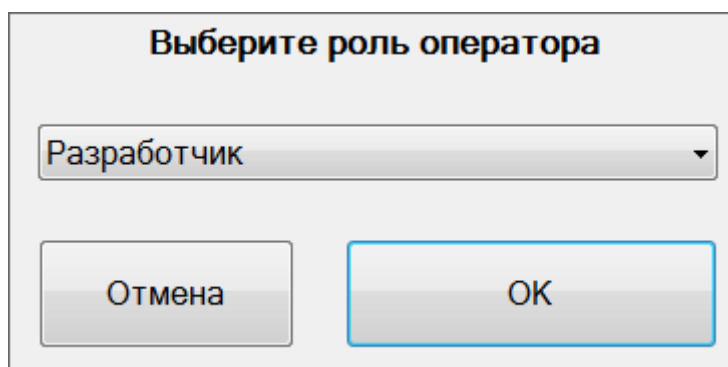 Выберите роль оператора
Разработчик
Отмена
OK